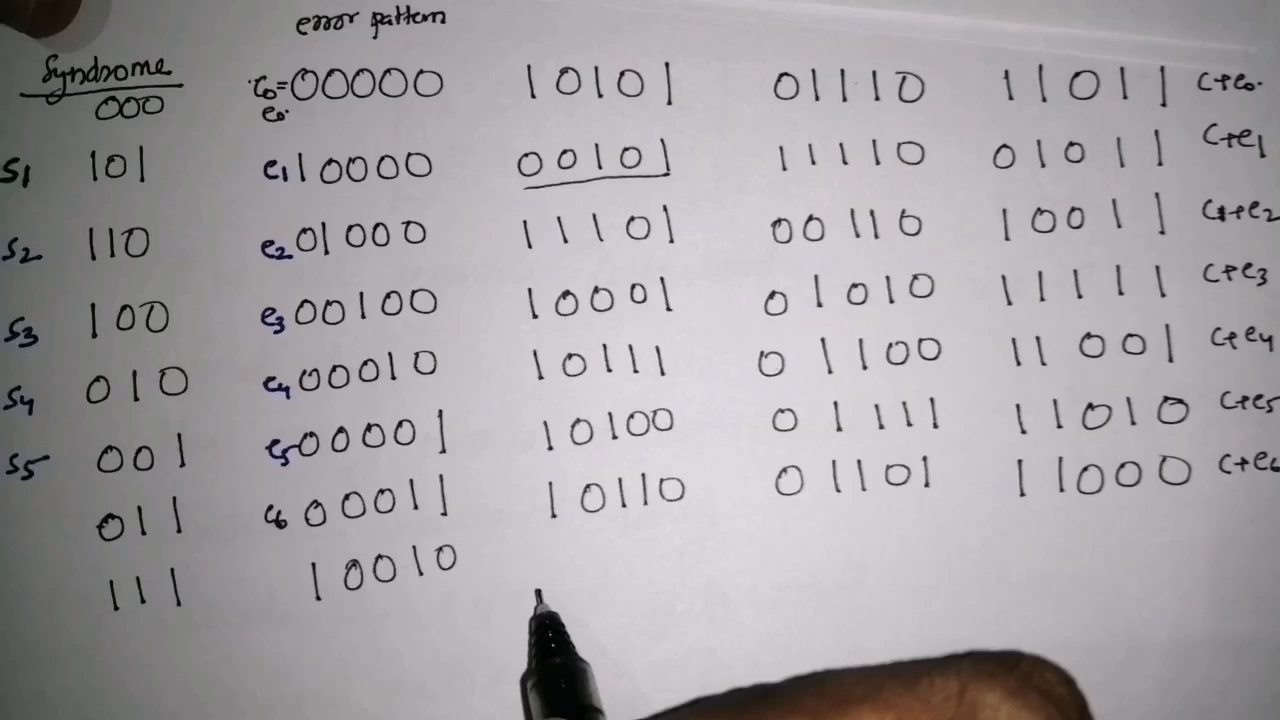 error pattern
Syndrome
000 c₀= 00000 10101 01110 11011 C+e₀.
e₀.
S1 101 e₁ 10000 00101 11110 01011 C+e₁
S2 110 e₂ 01000 11101 00110 10011 C+e₂
S3 100 e₃ 00100 10001 01010 11111 C+e₃
S4 010 e₄ 00010 10111 01100 11001 C+e₄
S5 001 e₅ 00001 10100 01111 11010 C+e₅
011 e₆ 00011 10110 01101 11000 C+e₆
111 10010